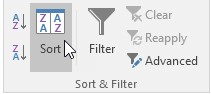 A
Z
Z A
A Z
Clear
Reapply
Z
A
Sort
Filter
Advanced
Sort & Filter